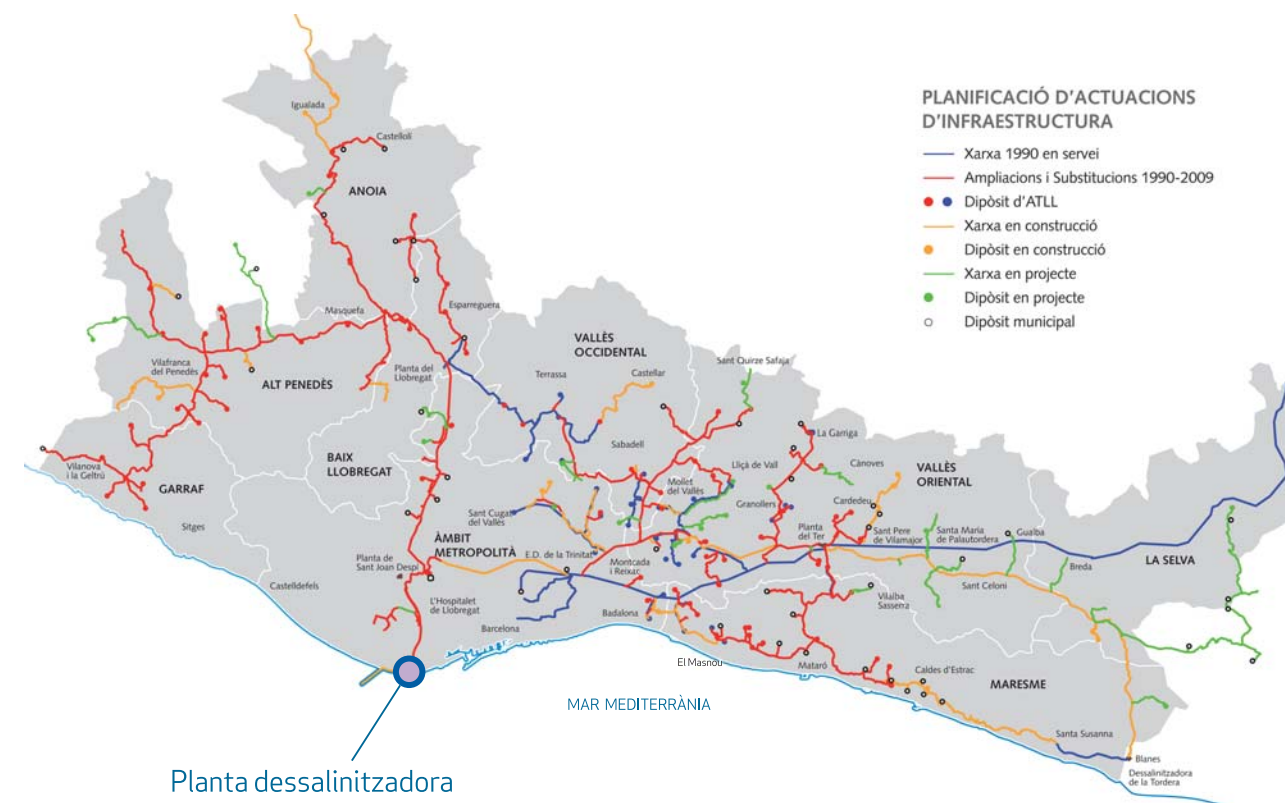 PLANIFICACIÓ D'ACTUACIONS
D'INFRAESTRUCTURA
Xarxa 1990 en servei
Ampliacions i Substitucions 1990-2009
Dipòsit d'ATLL
Xarxa en construcció
Dipòsit en construcció
Xarxa en projecte
Dipòsit en projecte
Dipòsit municipal
Igualada
Castellolí
ANOIA
Masquefa
Esparreguera
Vilafranca
del Penedès
ALT PENEDÈS
Planta del
Llobregat
VALLÈS
OCCIDENTAL
Terrassa
Castellar
Sant Quirze Safaja
Sabadell
La Garriga
Lliçà de Vall
Cànoves
VALLÈS
ORIENTAL
Mollet
del Vallès
Granollers
Cardedeu
BAIX
LLOBREGAT
Vilanova
i la Geltrú
GARRAF
Sitges
Sant Cugat
del Vallès
Planta
del Ter
Sant Pere
de Vilamajor
Santa Maria
de Palautordera
Gualba
ÀMBIT
METROPOLITÀ
E.D. de la Trinitat
Montcada
i Reixac
Breda
LA SELVA
Planta de
Sant Joan Despí
Castelldefels
Sant Celoni
Vilalba
Sasserra
L'Hospitalet
de Llobregat
Barcelona
Badalona
El Masnou
Mataró
Caldes d'Estrac
MARESME
MAR MEDITERRÀNIA
Santa Susanna
Blanes
Dessalinitzadora
de la Tordera
Planta dessalinitzadora